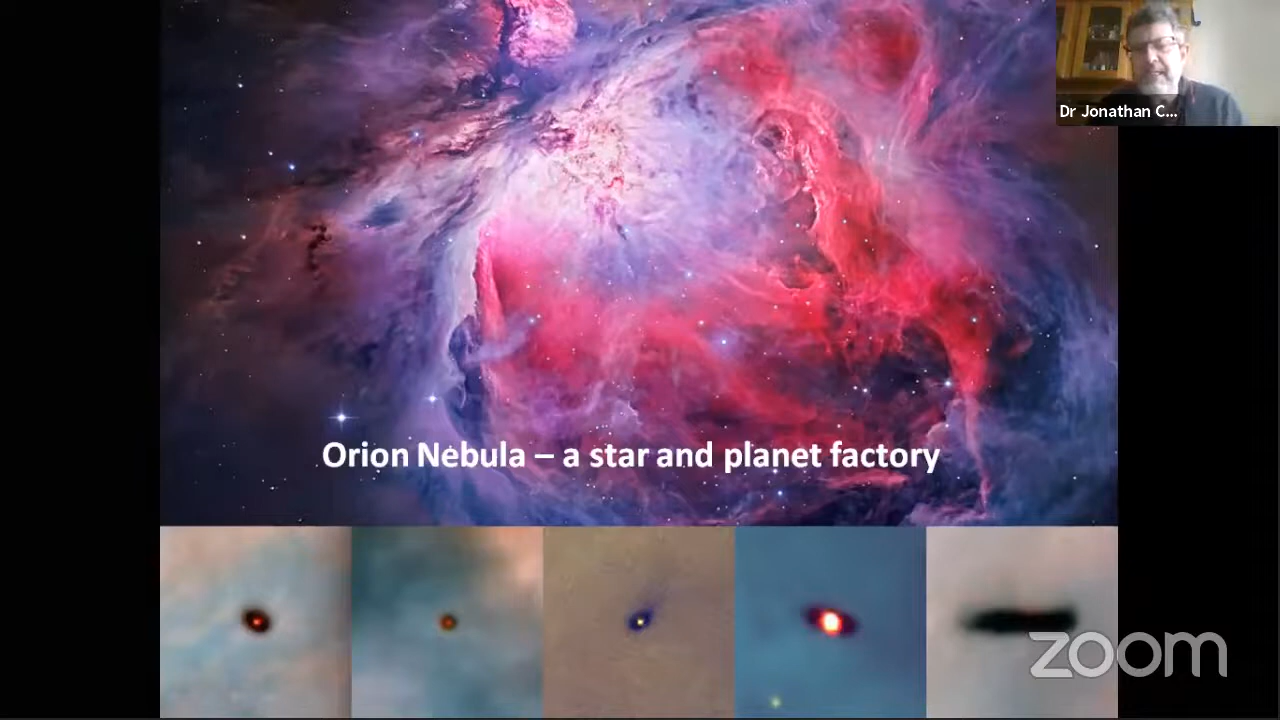 Dr Jonathan C...
Orion Nebula – a star and planet factory
zoom